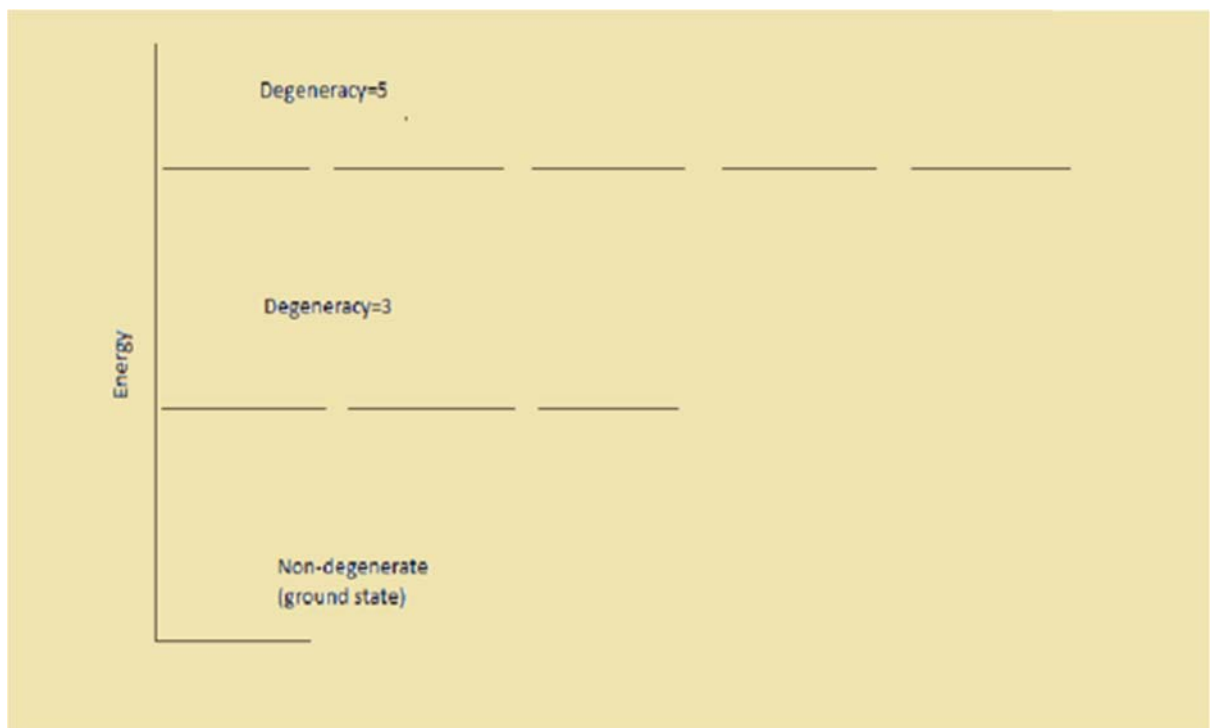 Degeneracy=5
Degeneracy=3
Energy
Non-degenerate
(ground state)